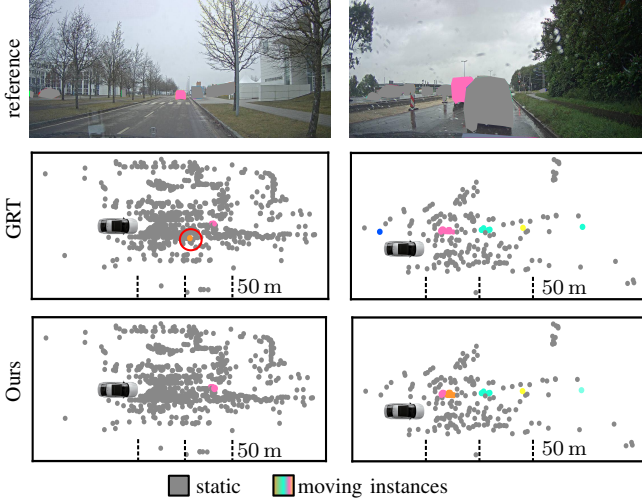 reference
GRT
50 m
50 m
Ours
50 m
50 m
static
moving instances